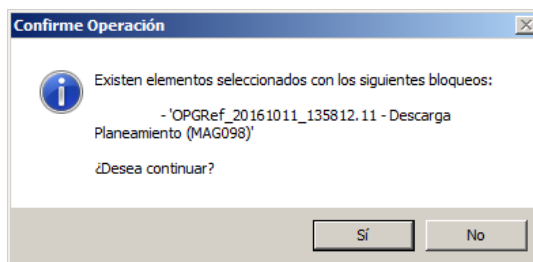 Confirme Operación
Existen elementos seleccionados con los siguientes bloqueos:
- 'OPGRef_20161011_135812.11 - Descarga
Planeamiento (MAG098)'
¿Desea continuar?
Sí
No